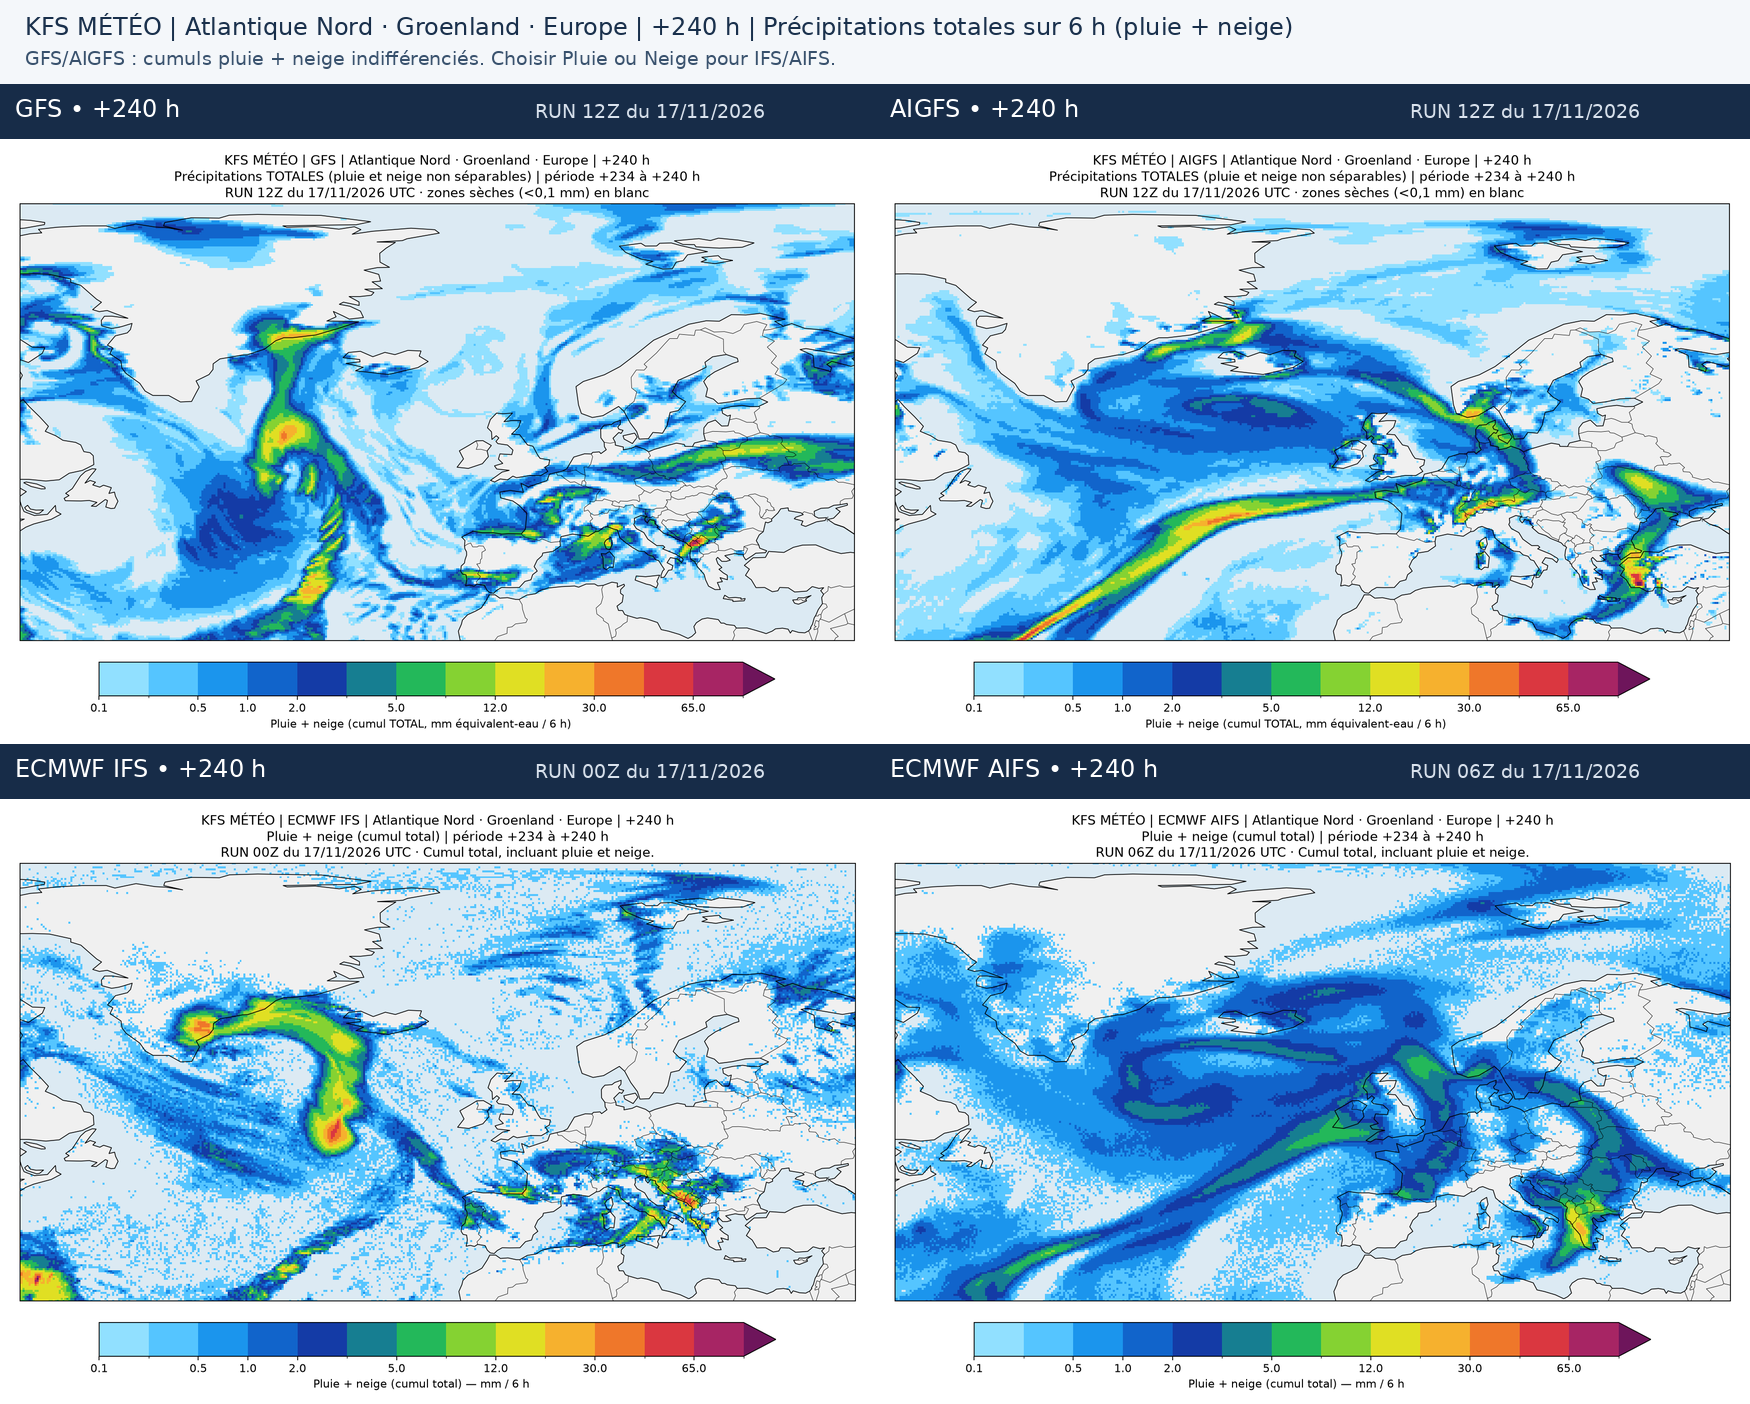 KFS MÉTÉO | Atlantique Nord · Groenland · Europe | +240 h | Précipitations totales sur 6 h (pluie + neige)
GFS/AIGFS : cumuls pluie + neige indifférenciés. Choisir Pluie ou Neige pour IFS/AIFS.
GFS • +240 h
RUN 12Z du 17/11/2026
AIGFS • +240 h
RUN 12Z du 17/11/2026
KFS MÉTÉO | GFS | Atlantique Nord · Groenland · Europe | +240 h
Précipitations TOTALES (pluie et neige non séparables) | période +234 à +240 h
RUN 12Z du 17/11/2026 UTC · zones sèches (<0,1 mm) en blanc
KFS MÉTÉO | AIGFS | Atlantique Nord · Groenland · Europe | +240 h
Précipitations TOTALES (pluie et neige non séparables) | période +234 à +240 h
RUN 12Z du 17/11/2026 UTC · zones sèches (<0,1 mm) en blanc
0.1 0.5 1.0 2.0 5.0 12.0 30.0 65.0
Pluie + neige (cumul TOTAL, mm équivalent-eau / 6 h)
0.1 0.5 1.0 2.0 5.0 12.0 30.0 65.0
Pluie + neige (cumul TOTAL, mm équivalent-eau / 6 h)
ECMWF IFS • +240 h
RUN 00Z du 17/11/2026
ECMWF AIFS • +240 h
RUN 06Z du 17/11/2026
KFS MÉTÉO | ECMWF IFS | Atlantique Nord · Groenland · Europe | +240 h
Pluie + neige (cumul total) | période +234 à +240 h
RUN 00Z du 17/11/2026 UTC · Cumul total, incluant pluie et neige.
KFS MÉTÉO | ECMWF AIFS | Atlantique Nord · Groenland · Europe | +240 h
Pluie + neige (cumul total) | période +234 à +240 h
RUN 06Z du 17/11/2026 UTC · Cumul total, incluant pluie et neige.
0.1 0.5 1.0 2.0 5.0 12.0 30.0 65.0
Pluie + neige (cumul total) — mm / 6 h
0.1 0.5 1.0 2.0 5.0 12.0 30.0 65.0
Pluie + neige (cumul total) — mm / 6 h